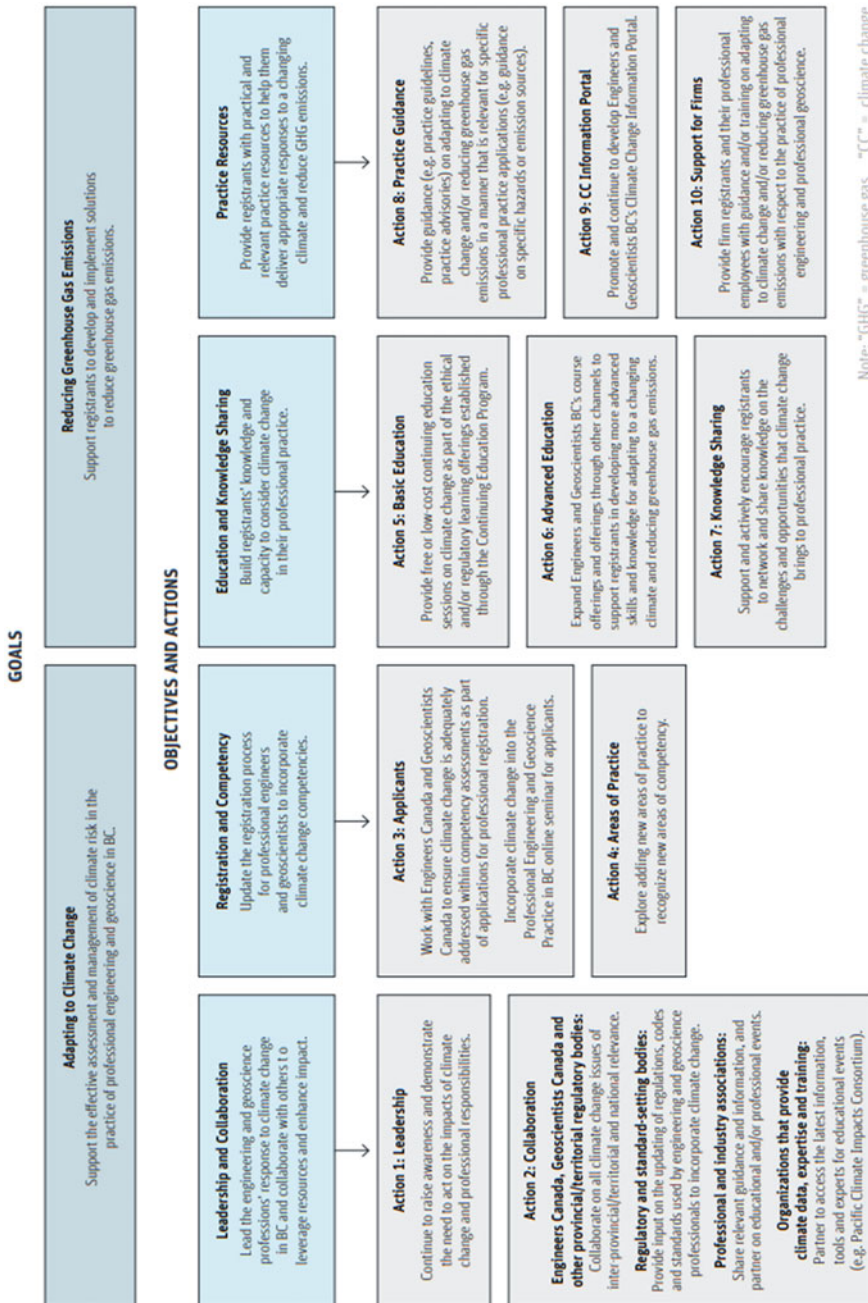 GOALS
Adapting to Climate Change
Support the effective assessment and management of climate risk in the
practice of professional engineering and geoscience in BC.
Reducing Greenhouse Gas Emissions
Support registrants to develop and implement solutions
to reduce greenhouse gas emissions.
OBJECTIVES AND ACTIONS
Leadership and Collaboration
Lead the engineering and geoscience
professions' response to climate change
in BC and collaborate with others t o
leverage resources and enhance impact.
Registration and Competency
Update the registration process
for professional engineers
and geoscientists to incorporate
climate change competencies.
Education and Knowledge Sharing
Build registrants' knowledge and
capacity to consider climate change
in their professional practice.
Practice Resources
Provide registrants with practical and
relevant practice resources to help them
deliver appropriate responses to a changing
climate and reduce GHG emissions.
Action 1: Leadership
Continue to raise awareness and demonstrate
the need to act on the impacts of climate
change and professional responsibilities.
Action 2: Collaboration
Engineers Canada, Geoscientists Canada and
other provincial/territorial regulatory bodies:
Collaborate on all climate change issues of
inter-provincial/territorial and national relevance.
Regulatory and standard-setting bodies:
Provide input on the updating of regulations, codes
and standards used by engineering and geoscience
professionals to incorporate climate change.
Professional and industry associations:
Share relevant guidance and information, and
partner on educational and/or professional events.
Organizations that provide
climate data, expertise and training:
Partner to access the latest information,
tools and experts for educational events
(e.g. Pacific Climate Impacts Consortium).
Action 3: Applicants
Work with Engineers Canada and Geoscientists
Canada to ensure climate change is adequately
addressed within competency assessments as part
of applications for professional registration.
Incorporate climate change into the
Professional Engineering and Geoscience
Practice in BC online seminar for applicants.
Action 4: Areas of Practice
Explore adding new areas of practice to
recognize new areas of competency.
Action 5: Basic Education
Provide free or low-cost continuing education
sessions on climate change as part of the ethical
and/or regulatory learning offerings established
through the Continuing Education Program.
Action 6: Advanced Education
Expand Engineers and Geoscientists BC's course
offerings and offerings through other channels to
support registrants in developing more advanced
skills and knowledge for adapting to a changing
climate and reducing greenhouse gas emissions.
Action 7: Knowledge Sharing
Support and actively encourage registrants
to network and share knowledge on the
challenges and opportunities that climate change
brings to professional practice.
Action 8: Practice Guidance
Provide guidance (e.g. practice guidelines,
practice advisories) on adapting to climate
change and/or reducing greenhouse gas
emissions in a manner that is relevant for specific
professional practice applications (e.g. guidance
on specific hazards or emission sources).
Action 9: CC Information Portal
Promote and continue to develop Engineers and
Geoscientists BC's Climate Change Information Portal.
Action 10: Support for Firms
Provide firm registrants and their professional
employees with guidance and/or training on adapting
to climate change and/or reducing greenhouse gas
emissions with respect to the practice of professional
engineering and professional geoscience.
Note: "GHG" = greenhouse gas "CC" = climate change